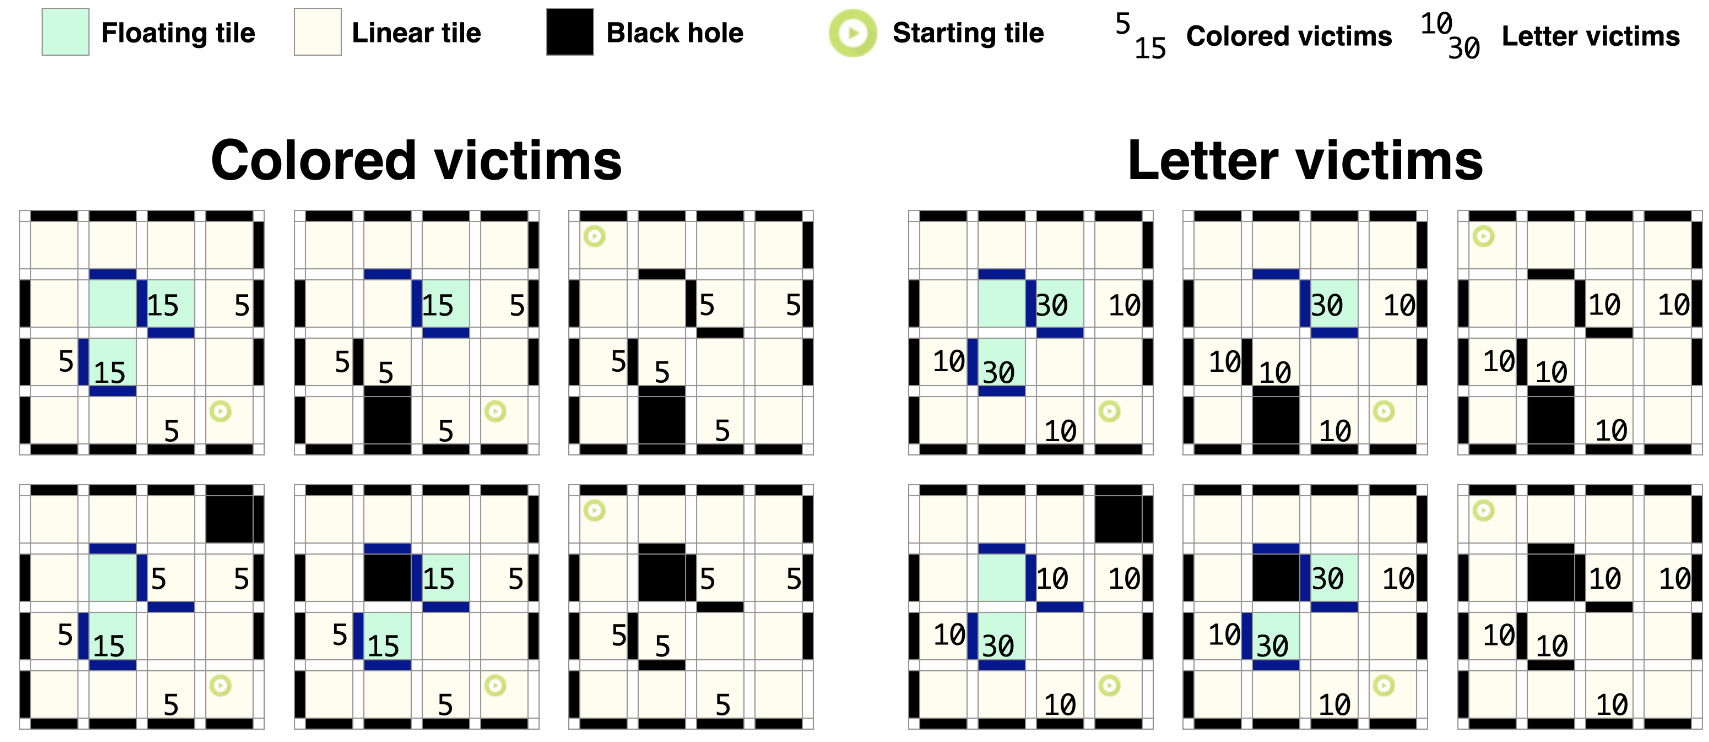 Floating tile Linear tile Black hole Starting tile 5 15 Colored victims 10 30 Letter victims
Colored victims Letter victims
15 5 15 5 5 5 30 10 30 10 10 10
5 15 5 5 5 5 10 30 10 10 10 10
5 5 5 10 10 10
5 5 15 5 5 5 10 10 30 10 10 10
5 15 5 15 5 5 10 30 10 30 10 10
5 5 5 10 10 10